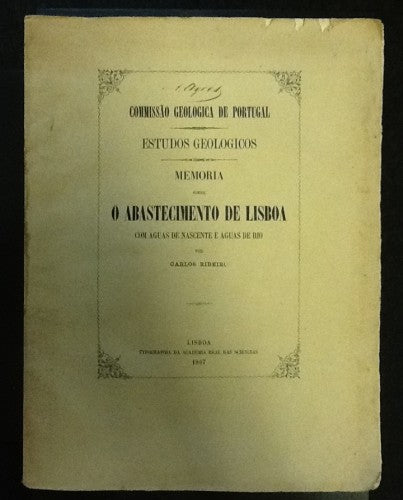 COMMISSÃO GEOLOGICA DE PORTUGAL
ESTUDOS GEOLOGICOS
MEMORIA
SOBRE
O ABASTECIMENTO DE LISBOA
COM AGUAS DE NASCENTE E AGUAS DE RIO
POR
CARLOS RIBEIRO
LISBOA
TYPOGRAPHIA DA ACADEMIA REAL DAS SCIENCIAS
1867